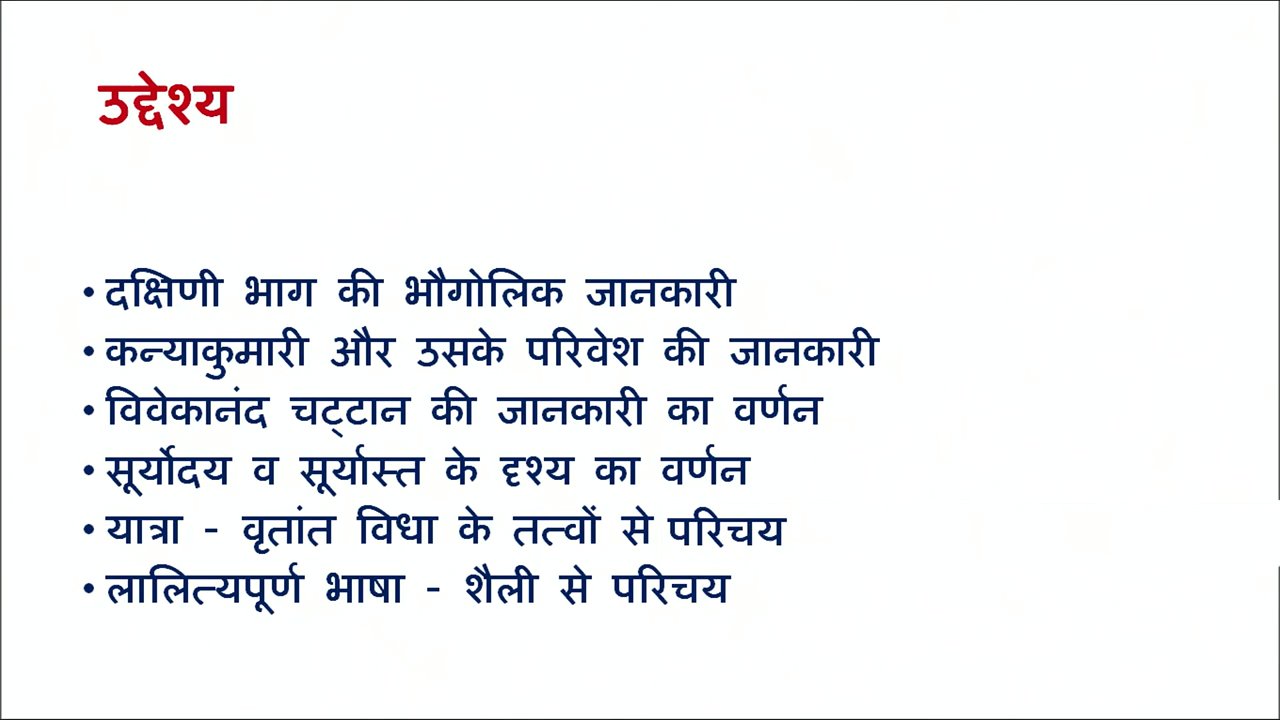 उद्देश्य
• दक्षिणी भाग की भौगोलिक जानकारी
• कन्याकुमारी और उसके परिवेश की जानकारी
• विवेकानंद चट्‌टान की जानकारी का वर्णन
• सूर्योदय व सूर्यास्त के दृश्य का वर्णन
• यात्रा - वृतांत विधा के तत्वों से परिचय
• लालित्यपूर्ण भाषा - शैली से परिचय